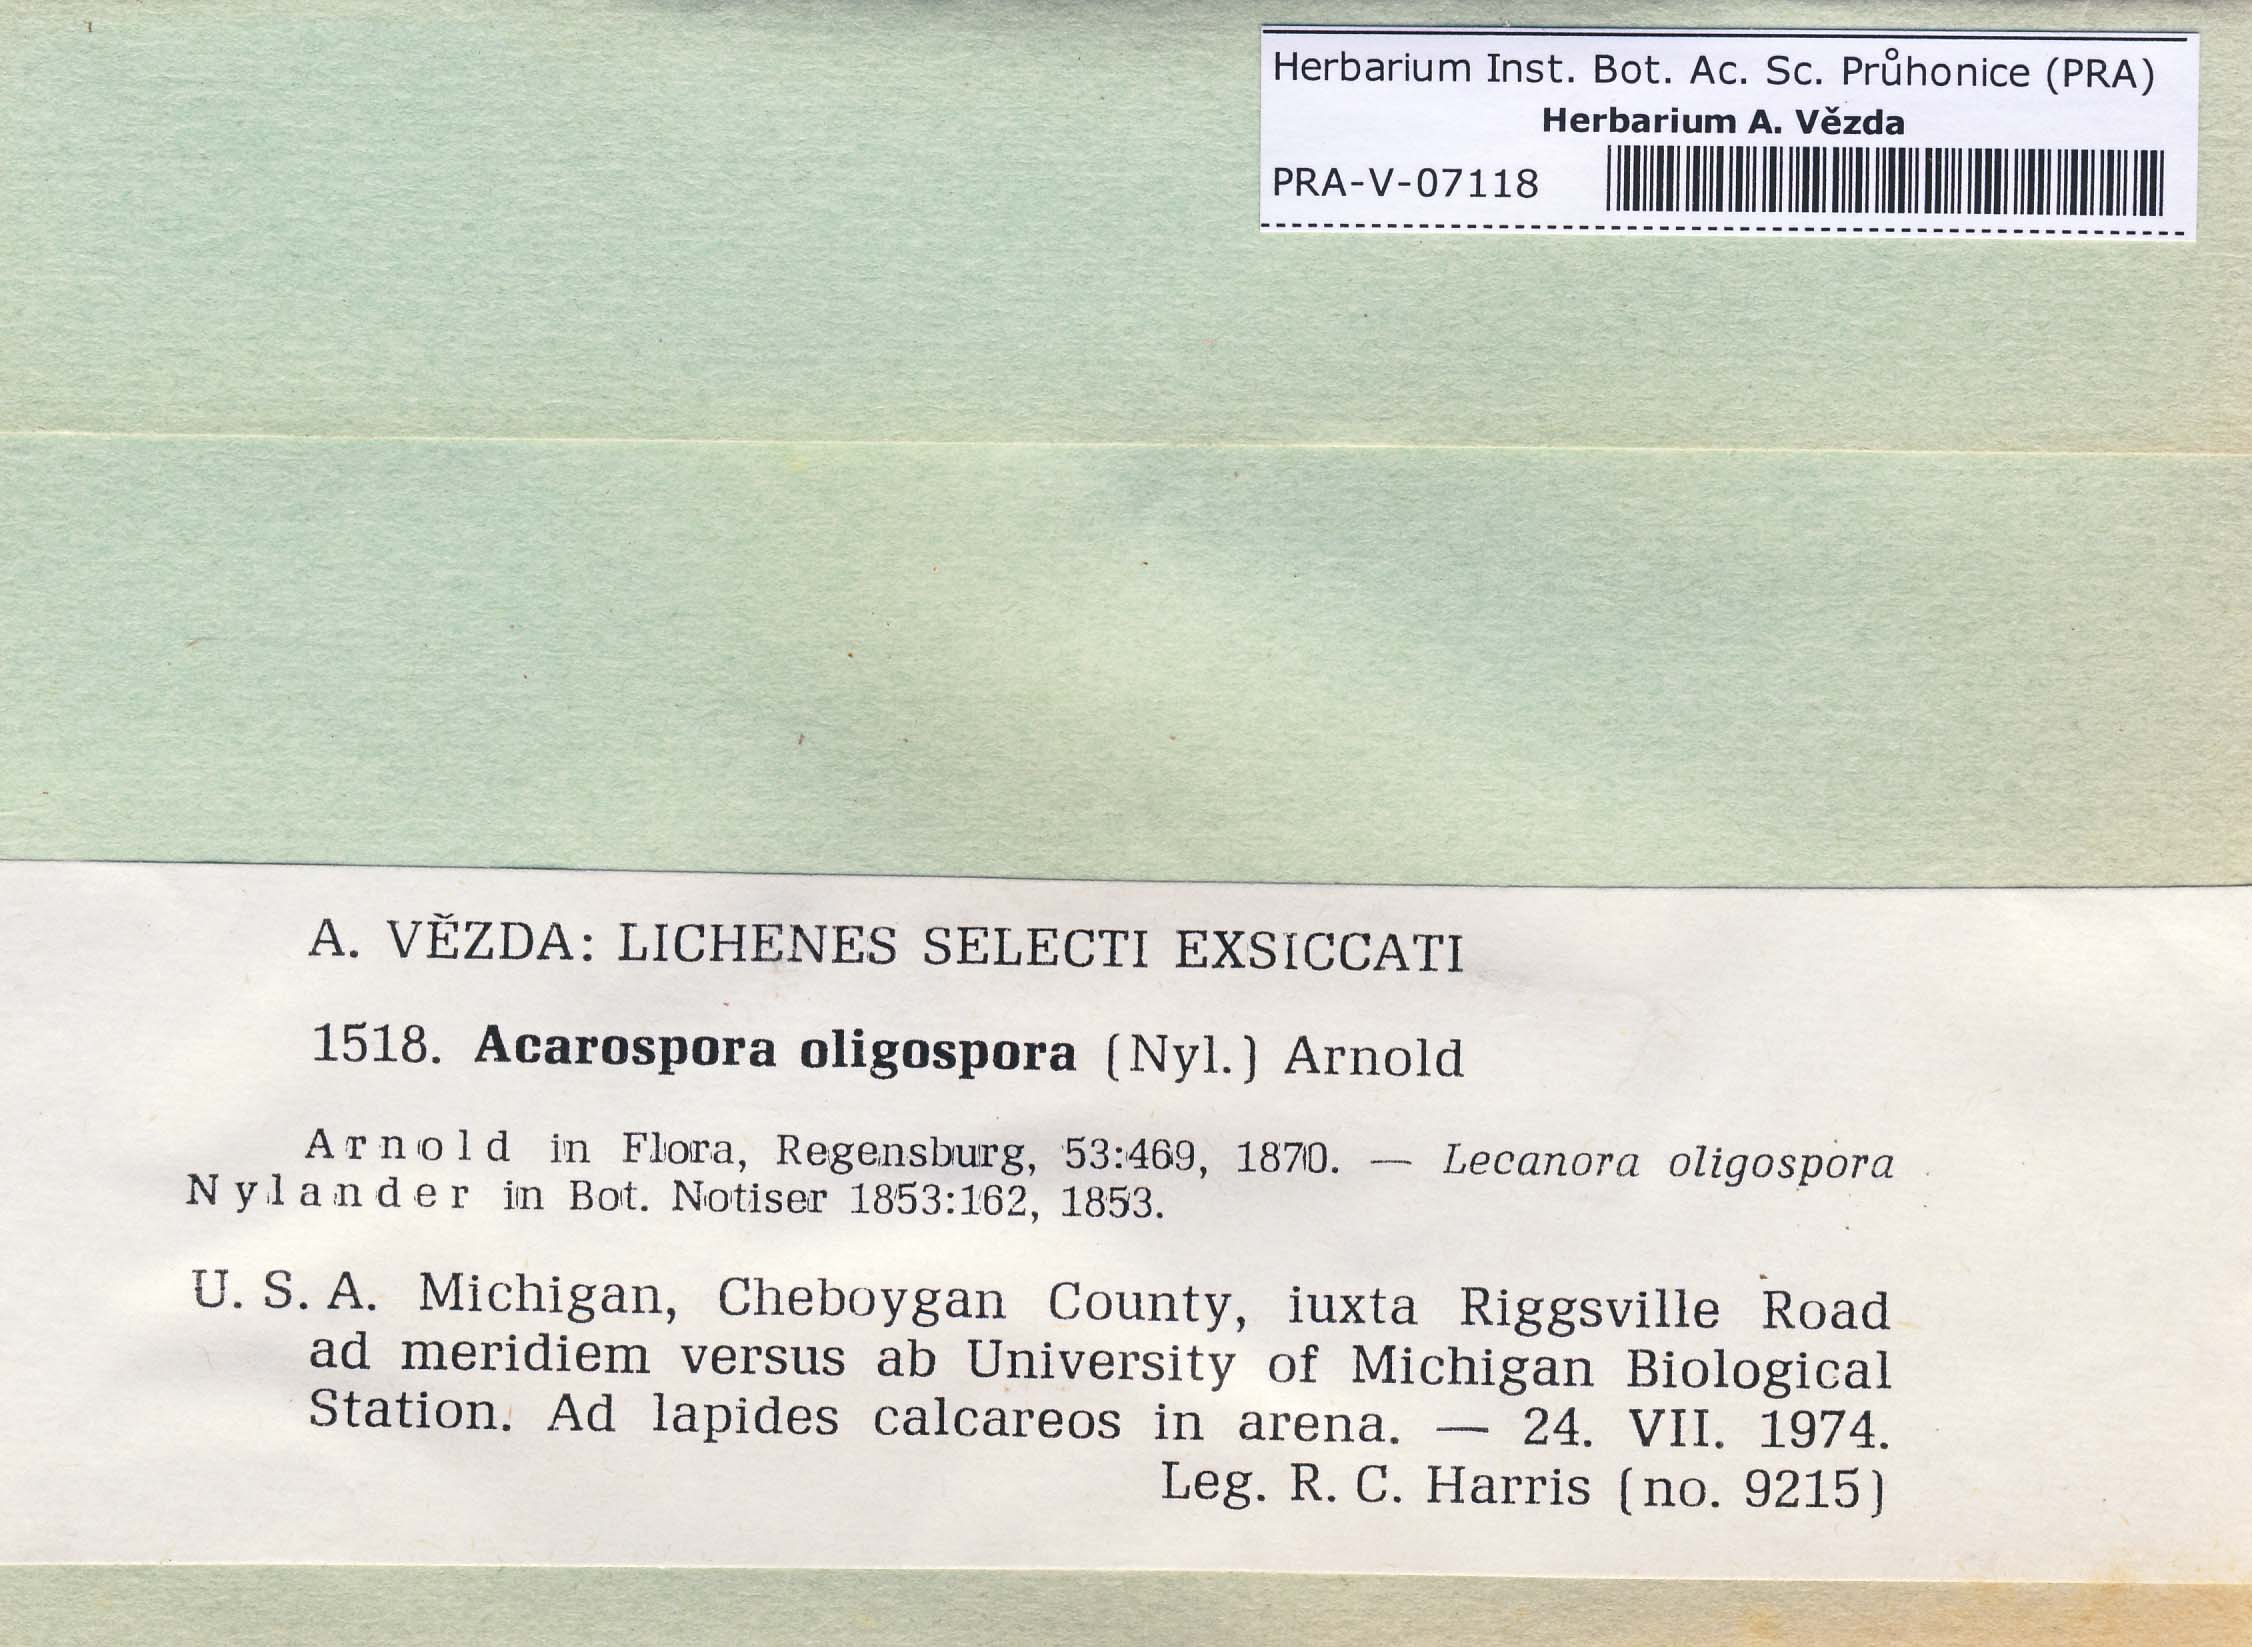 Herbarium Inst. Bot. Ac. Sc. Průhonice (PRA)
Herbarium A. Vězda
PRA-V-07118
A. VĚZDA: LICHENES SELECTI EXSICCATI
1518. Acarospora oligospora (Nyl.) Arnold
Arnold in Flora, Regensburg, 53:469, 1870. — Lecanora oligospora
Nylander in Bot. Notiser 1853:162, 1853.
U. S. A. Michigan, Cheboygan County, iuxta Riggsville Road
ad meridiem versus ab University of Michigan Biological
Station. Ad lapides calcareos in arena. — 24. VII. 1974.
Leg. R. C. Harris (no. 9215)